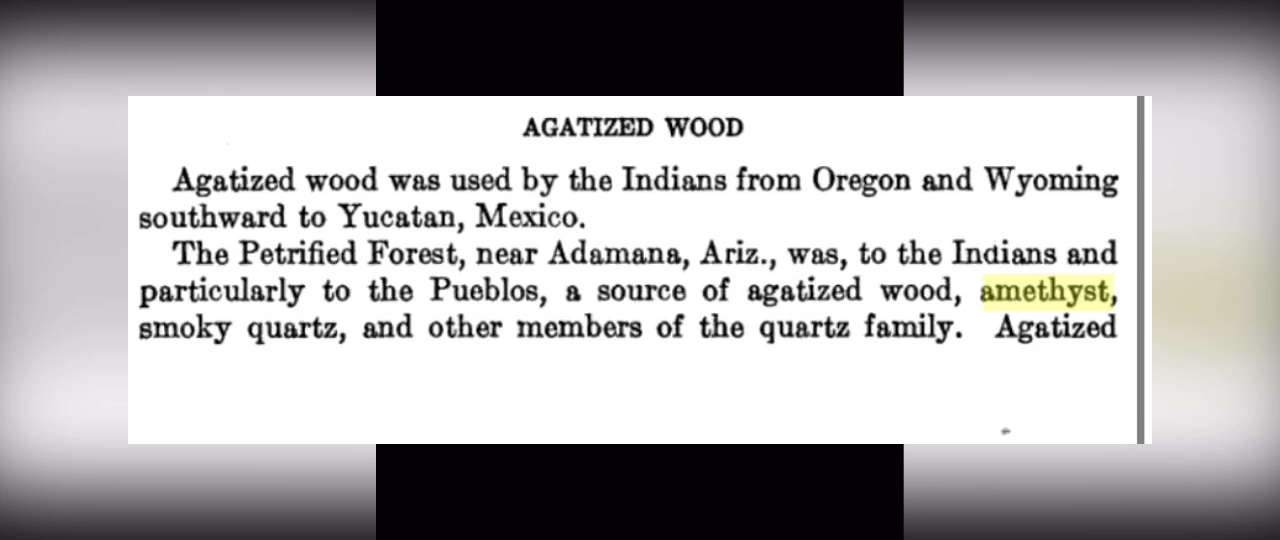 AGATIZED WOOD
Agatized wood was used by the Indians from Oregon and Wyoming
southward to Yucatan, Mexico.
The Petrified Forest, near Adamana, Ariz., was, to the Indians and
particularly to the Pueblos, a source of agatized wood, amethyst,
smoky quartz, and other members of the quartz family. Agatized